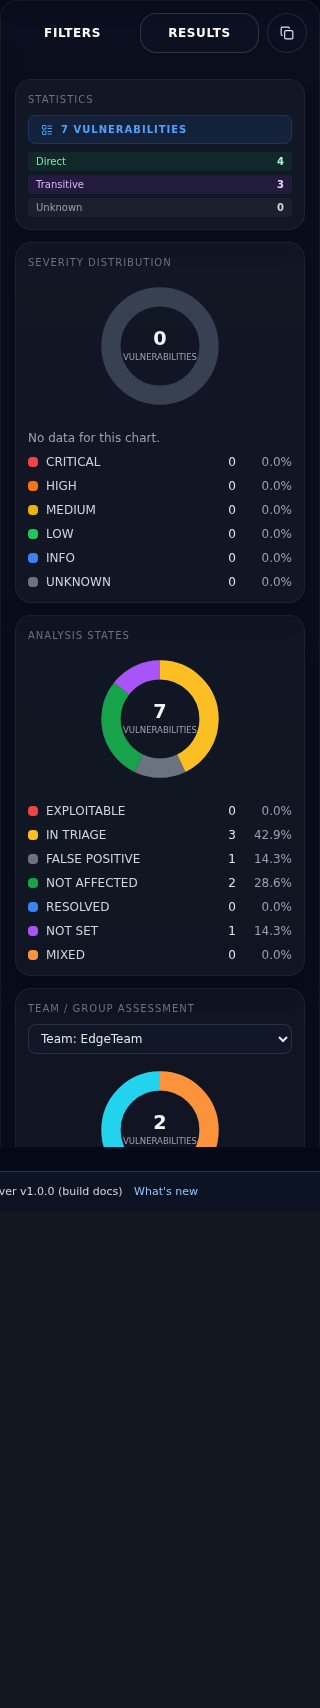 FILTERS RESULTS
STATISTICS
7 VULNERABILITIES
Direct 4
Transitive 3
Unknown 0
SEVERITY DISTRIBUTION
0
VULNERABILITIES
No data for this chart.
CRITICAL 0 0.0%
HIGH 0 0.0%
MEDIUM 0 0.0%
LOW 0 0.0%
INFO 0 0.0%
UNKNOWN 0 0.0%
ANALYSIS STATES
7
VULNERABILITIES
EXPLOITABLE 0 0.0%
IN TRIAGE 3 42.9%
FALSE POSITIVE 1 14.3%
NOT AFFECTED 2 28.6%
RESOLVED 0 0.0%
NOT SET 1 14.3%
MIXED 0 0.0%
TEAM / GROUP ASSESSMENT
Team: EdgeTeam
2
VULNERABILITIES
ver v1.0.0 (build docs) What's new